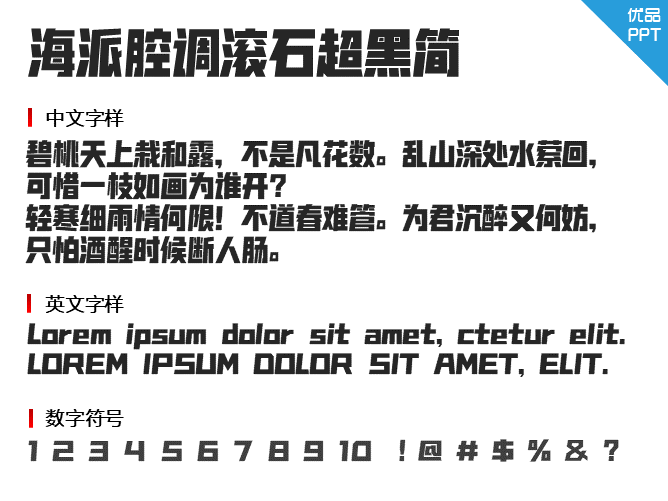 优品
PPT
海派腔调滚石超黑简
中文字样
碧桃天上栽和露，不是凡花数。乱山深处水萦回，
可惜一枝如画为谁开？
轻寒细雨情何限！不道春难管。为君沉醉又何妨，
只怕酒醒时候断人肠。
英文字样
Lorem ipsum dolor sit amet, ctetur elit.
LOREM IPSUM DOLOR SIT AMET, ELIT.
数字符号
1 2 3 4 5 6 7 8 9 10 ! @ # $ % & ?